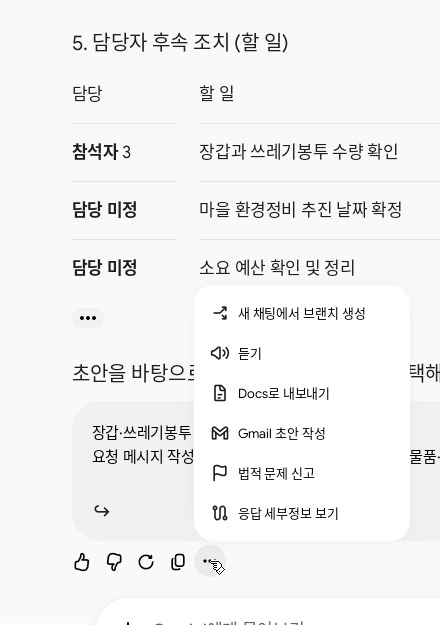 5. 담당자 후속 조치 (할 일)
담당 할 일
참석자 3 장갑과 쓰레기봉투 수량 확인
담당 미정 마을 환경정비 추진 날짜 확정
담당 미정 소요 예산 확인 및 정리
새 채팅에서 브랜치 생성
듣기
Docs로 내보내기
Gmail 초안 작성
법적 문제 신고
응답 세부정보 보기
초안을 바탕으로 택해
장갑·쓰레기봉투
요청 메시지 작성 물품·